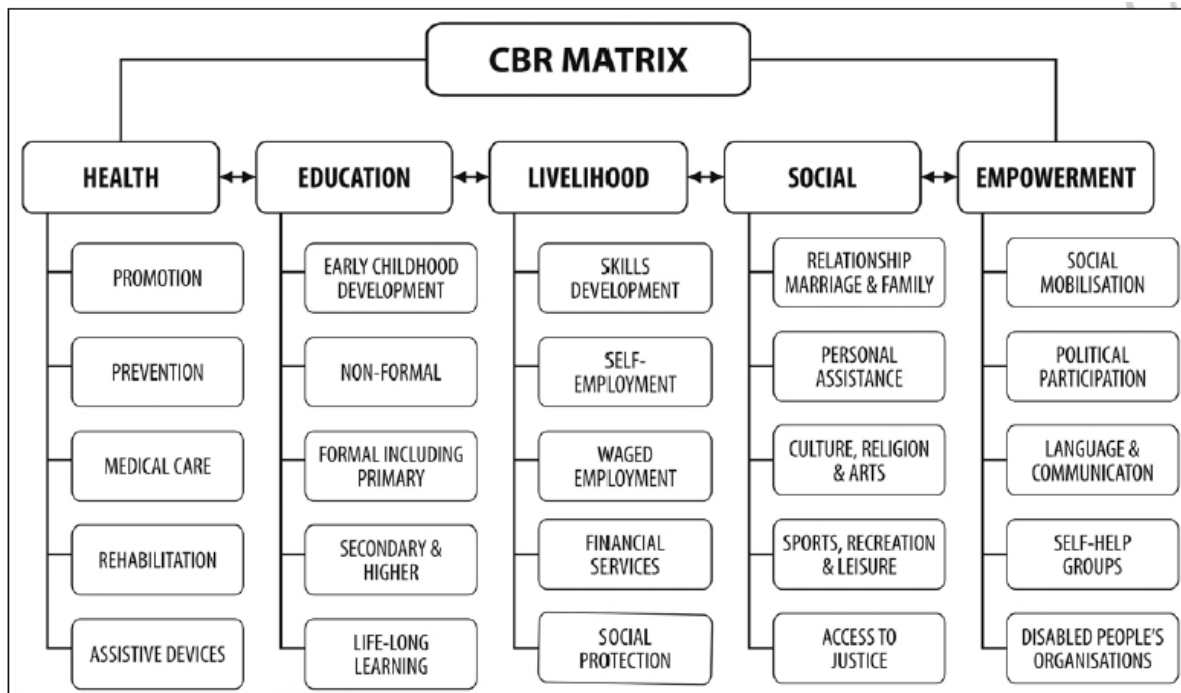 CBR MATRIX
HEALTH
EDUCATION
LIVELIHOOD
SOCIAL
EMPOWERMENT
PROMOTION
PREVENTION
MEDICAL CARE
REHABILITATION
ASSISTIVE DEVICES
EARLY CHILDHOOD
DEVELOPMENT
NON-FORMAL
FORMAL INCLUDING
PRIMARY
SECONDARY &
HIGHER
LIFE-LONG
LEARNING
SKILLS
DEVELOPMENT
SELF-
EMPLOYMENT
WAGED
EMPLOYMENT
FINANCIAL
SERVICES
SOCIAL
PROTECTION
RELATIONSHIP
MARRIAGE & FAMILY
PERSONAL
ASSISTANCE
CULTURE, RELIGION
& ARTS
SPORTS, RECREATION
& LEISURE
ACCESS TO
JUSTICE
SOCIAL
MOBILISATION
POLITICAL
PARTICIPATION
LANGUAGE &
COMMUNICATON
SELF-HELP
GROUPS
DISABLED PEOPLE'S
ORGANISATIONS